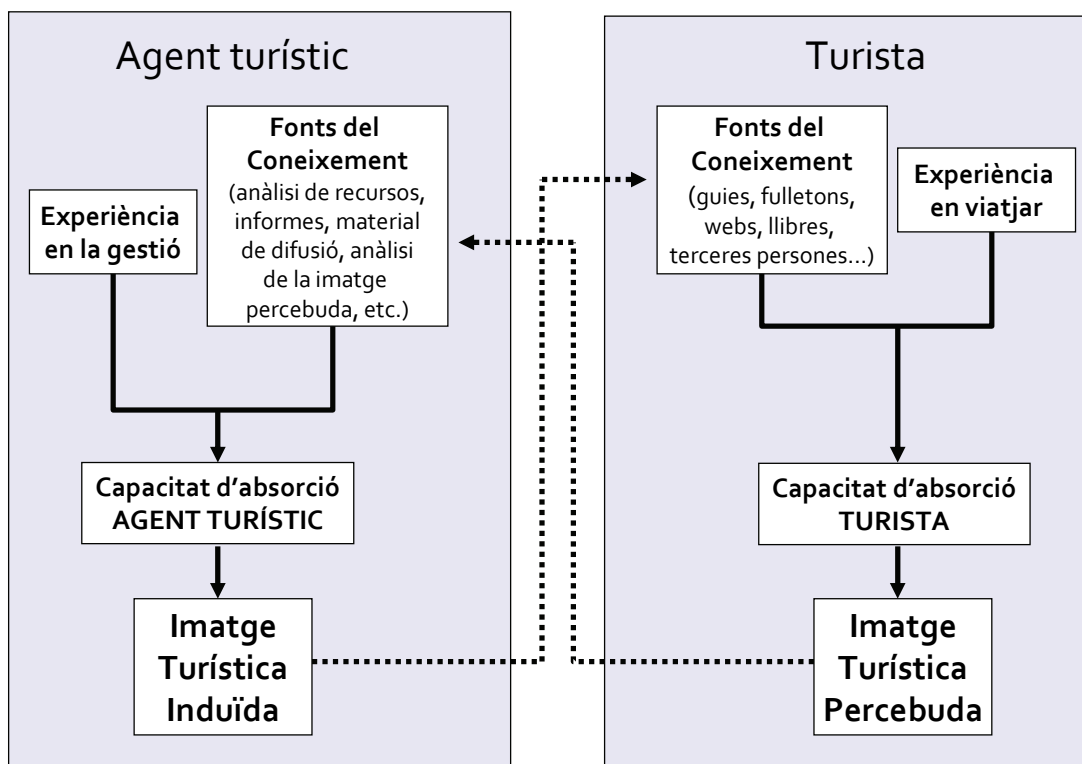 Agent turístic
Fonts del
Coneixement
(anàlisi de recursos,
informes, material
de difusió, anàlisi
de la imatge
percebuda, etc.)
Experiència
en la gestió
Capacitat d'absorció
AGENT TURÍSTIC
Imatge
Turística
Induïda
Turista
Fonts del
Coneixement
(guies, fulletons,
webs, llibres,
terceres persones...)
Experiència
en viatjar
Capacitat d'absorció
TURISTA
Imatge
Turística
Percebuda